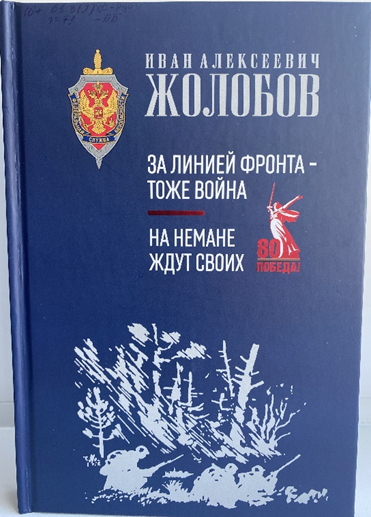 ИВАН АЛЕКСЕЕВИЧ
ЖОЛОБОВ
ЗА ЛИНИЕЙ ФРОНТА -
ТОЖЕ ВОЙНА
НА НЕМАНЕ
ЖДУТ СВОИХ
80
ПОБЕДА!